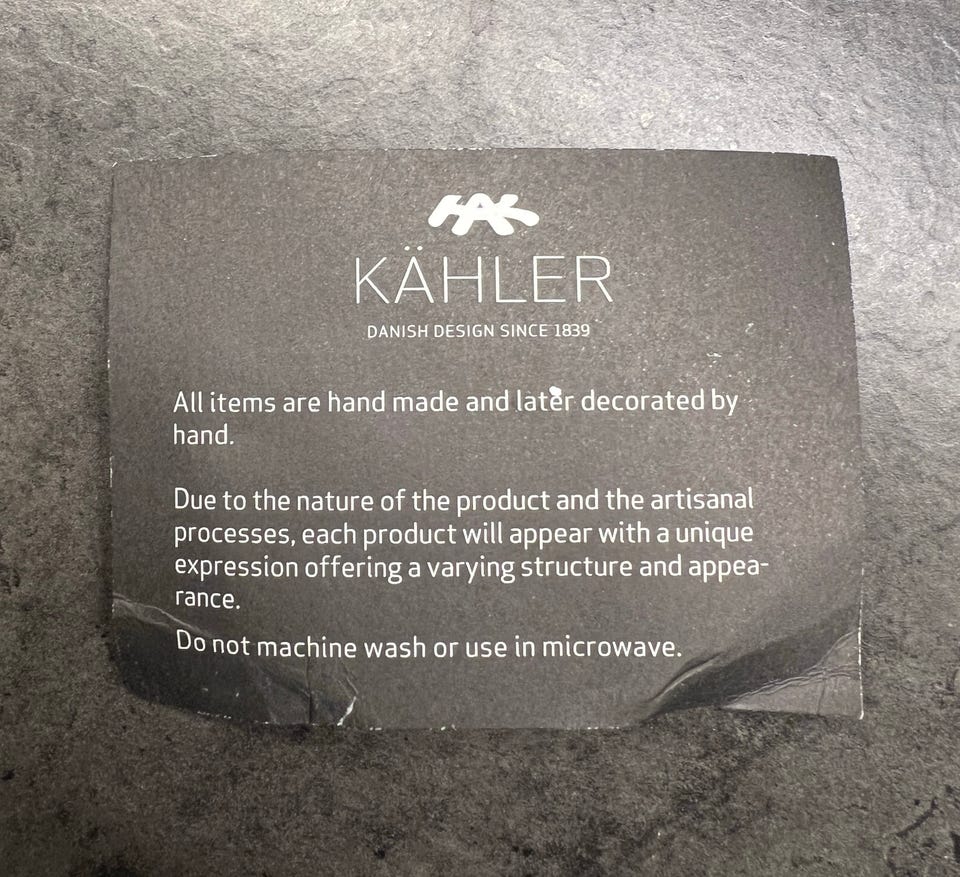 HAK
KÄHLER
DANISH DESIGN SINCE 1839
All items are hand made and later decorated by
hand.
Due to the nature of the product and the artisanal
processes, each product will appear with a unique
expression offering a varying structure and appea-
rance.
Do not machine wash or use in microwave.